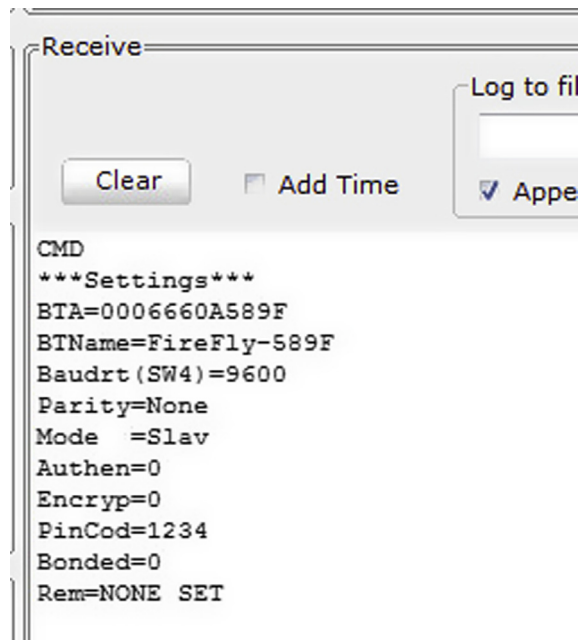 Receive
Log to fil
Clear
Add Time
Appe
CMD
***Settings***
BTA=0006660A589F
BTName=FireFly-589F
Baudrt(SW4)=9600
Parity=None
Mode  =Slav
Authen=0
Encryp=0
PinCod=1234
Bonded=0
Rem=NONE SET